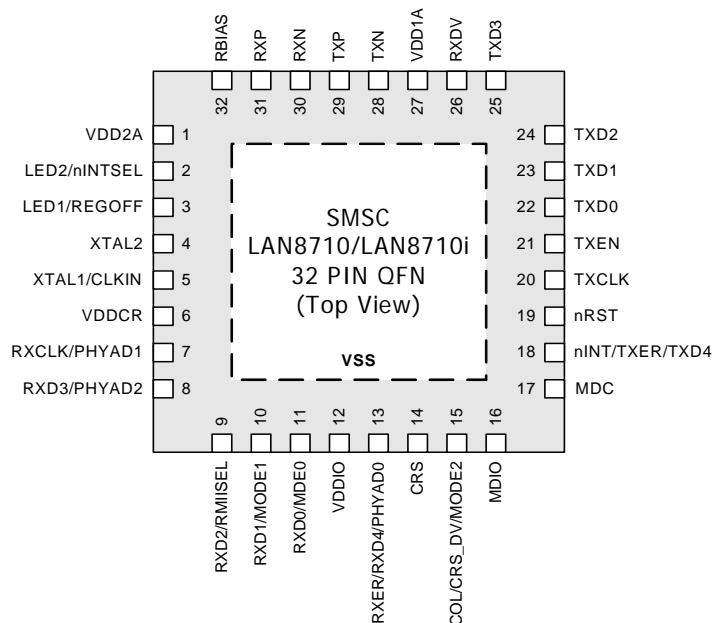 RBIAS
RXP
RXN
TXP
TXN
VDD1A
RXDV
TXD3
32
31
30
29
28
27
26
25
VDD2A 1
LED2/nINTSEL 2
LED1/REGOFF 3
XTAL2 4
XTAL1/CLKIN 5
VDDCR 6
RXCLK/PHYAD1 7
RXD3/PHYAD2 8
SMSC
LAN8710/LAN8710i
32 PIN QFN
(Top View)
VSS
24 TXD2
23 TXD1
22 TXD0
21 TXEN
20 TXCLK
19 nRST
18 nINT/TXER/TXD4
17 MDC
9
10
11
12
13
14
15
16
RXD2/RMIISEL
RXD1/MODE1
RXD0/MDE0
VDDIO
RXER/RXD4/PHYAD0
CRS
COL/CRS_DV/MODE2
MDIO